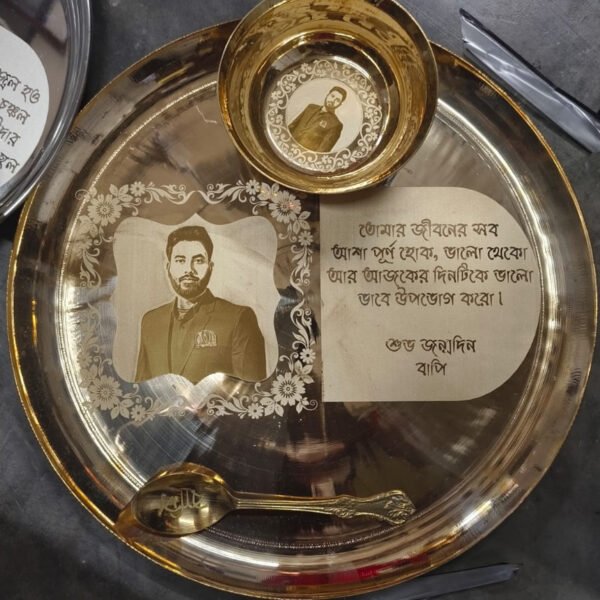 তোমার জীবনের সব
আশা পূর্ণ হোক, ভালো থেকো
আর আজকের দিনটিকে ভালো
ভাবে উপভোগ করো।
শুভ জন্মদিন
বাপি